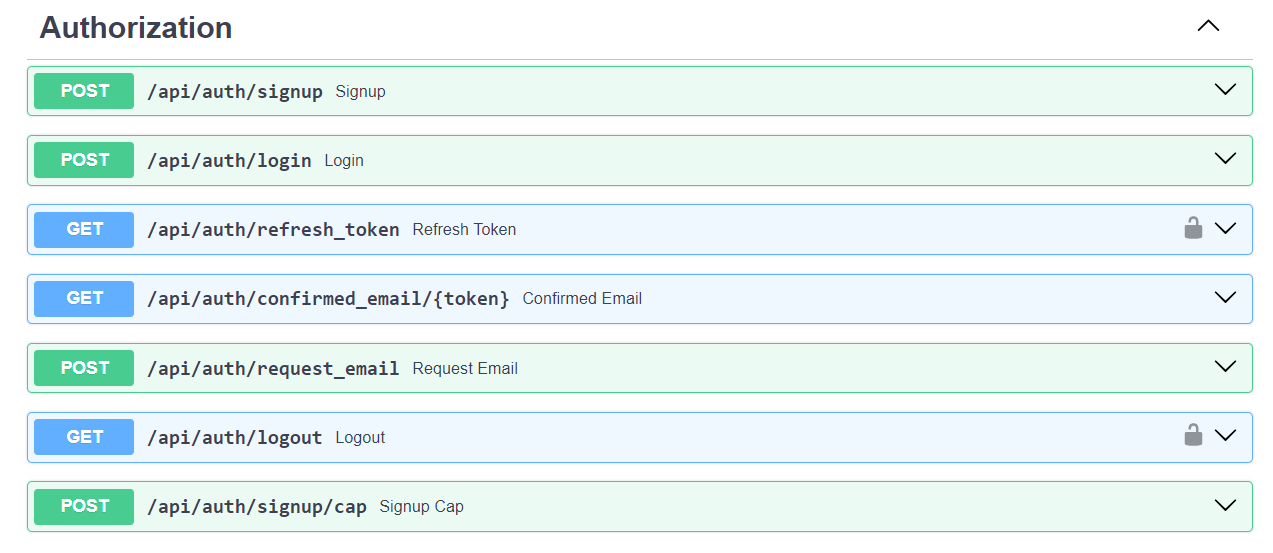 Authorization
POST /api/auth/signup Signup
POST /api/auth/login Login
GET /api/auth/refresh_token Refresh Token
GET /api/auth/confirmed_email/{token} Confirmed Email
POST /api/auth/request_email Request Email
GET /api/auth/logout Logout
POST /api/auth/signup/cap Signup Cap